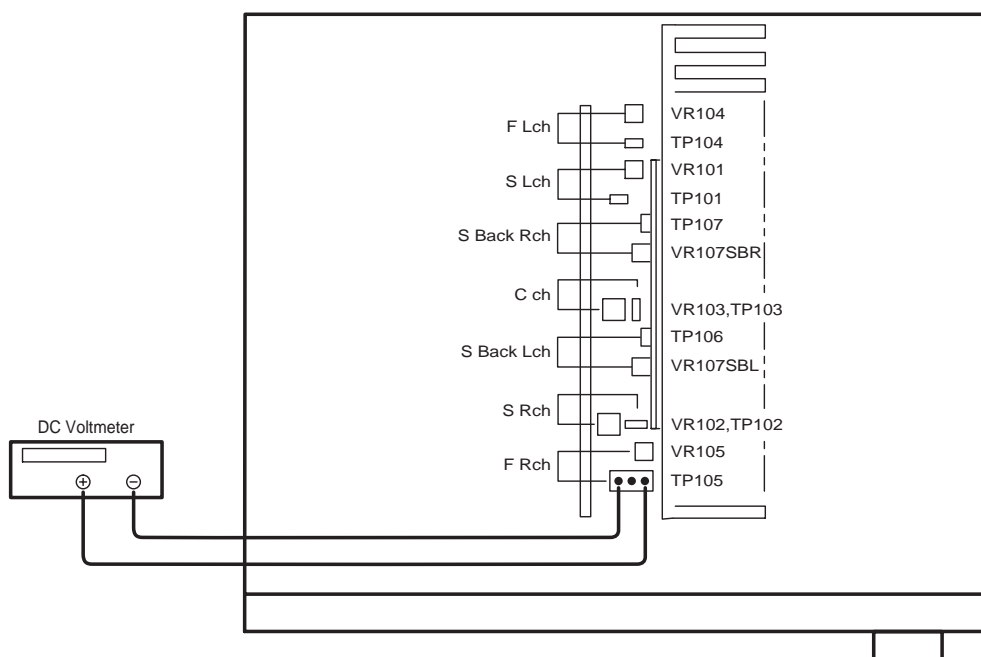 F Lch
S Lch
S Back Rch
C ch
S Back Lch
S Rch
F Rch
VR104
TP104
VR101
TP101
TP107
VR107SBR
VR103,TP103
TP106
VR107SBL
VR102,TP102
VR105
TP105
DC Voltmeter
+
−